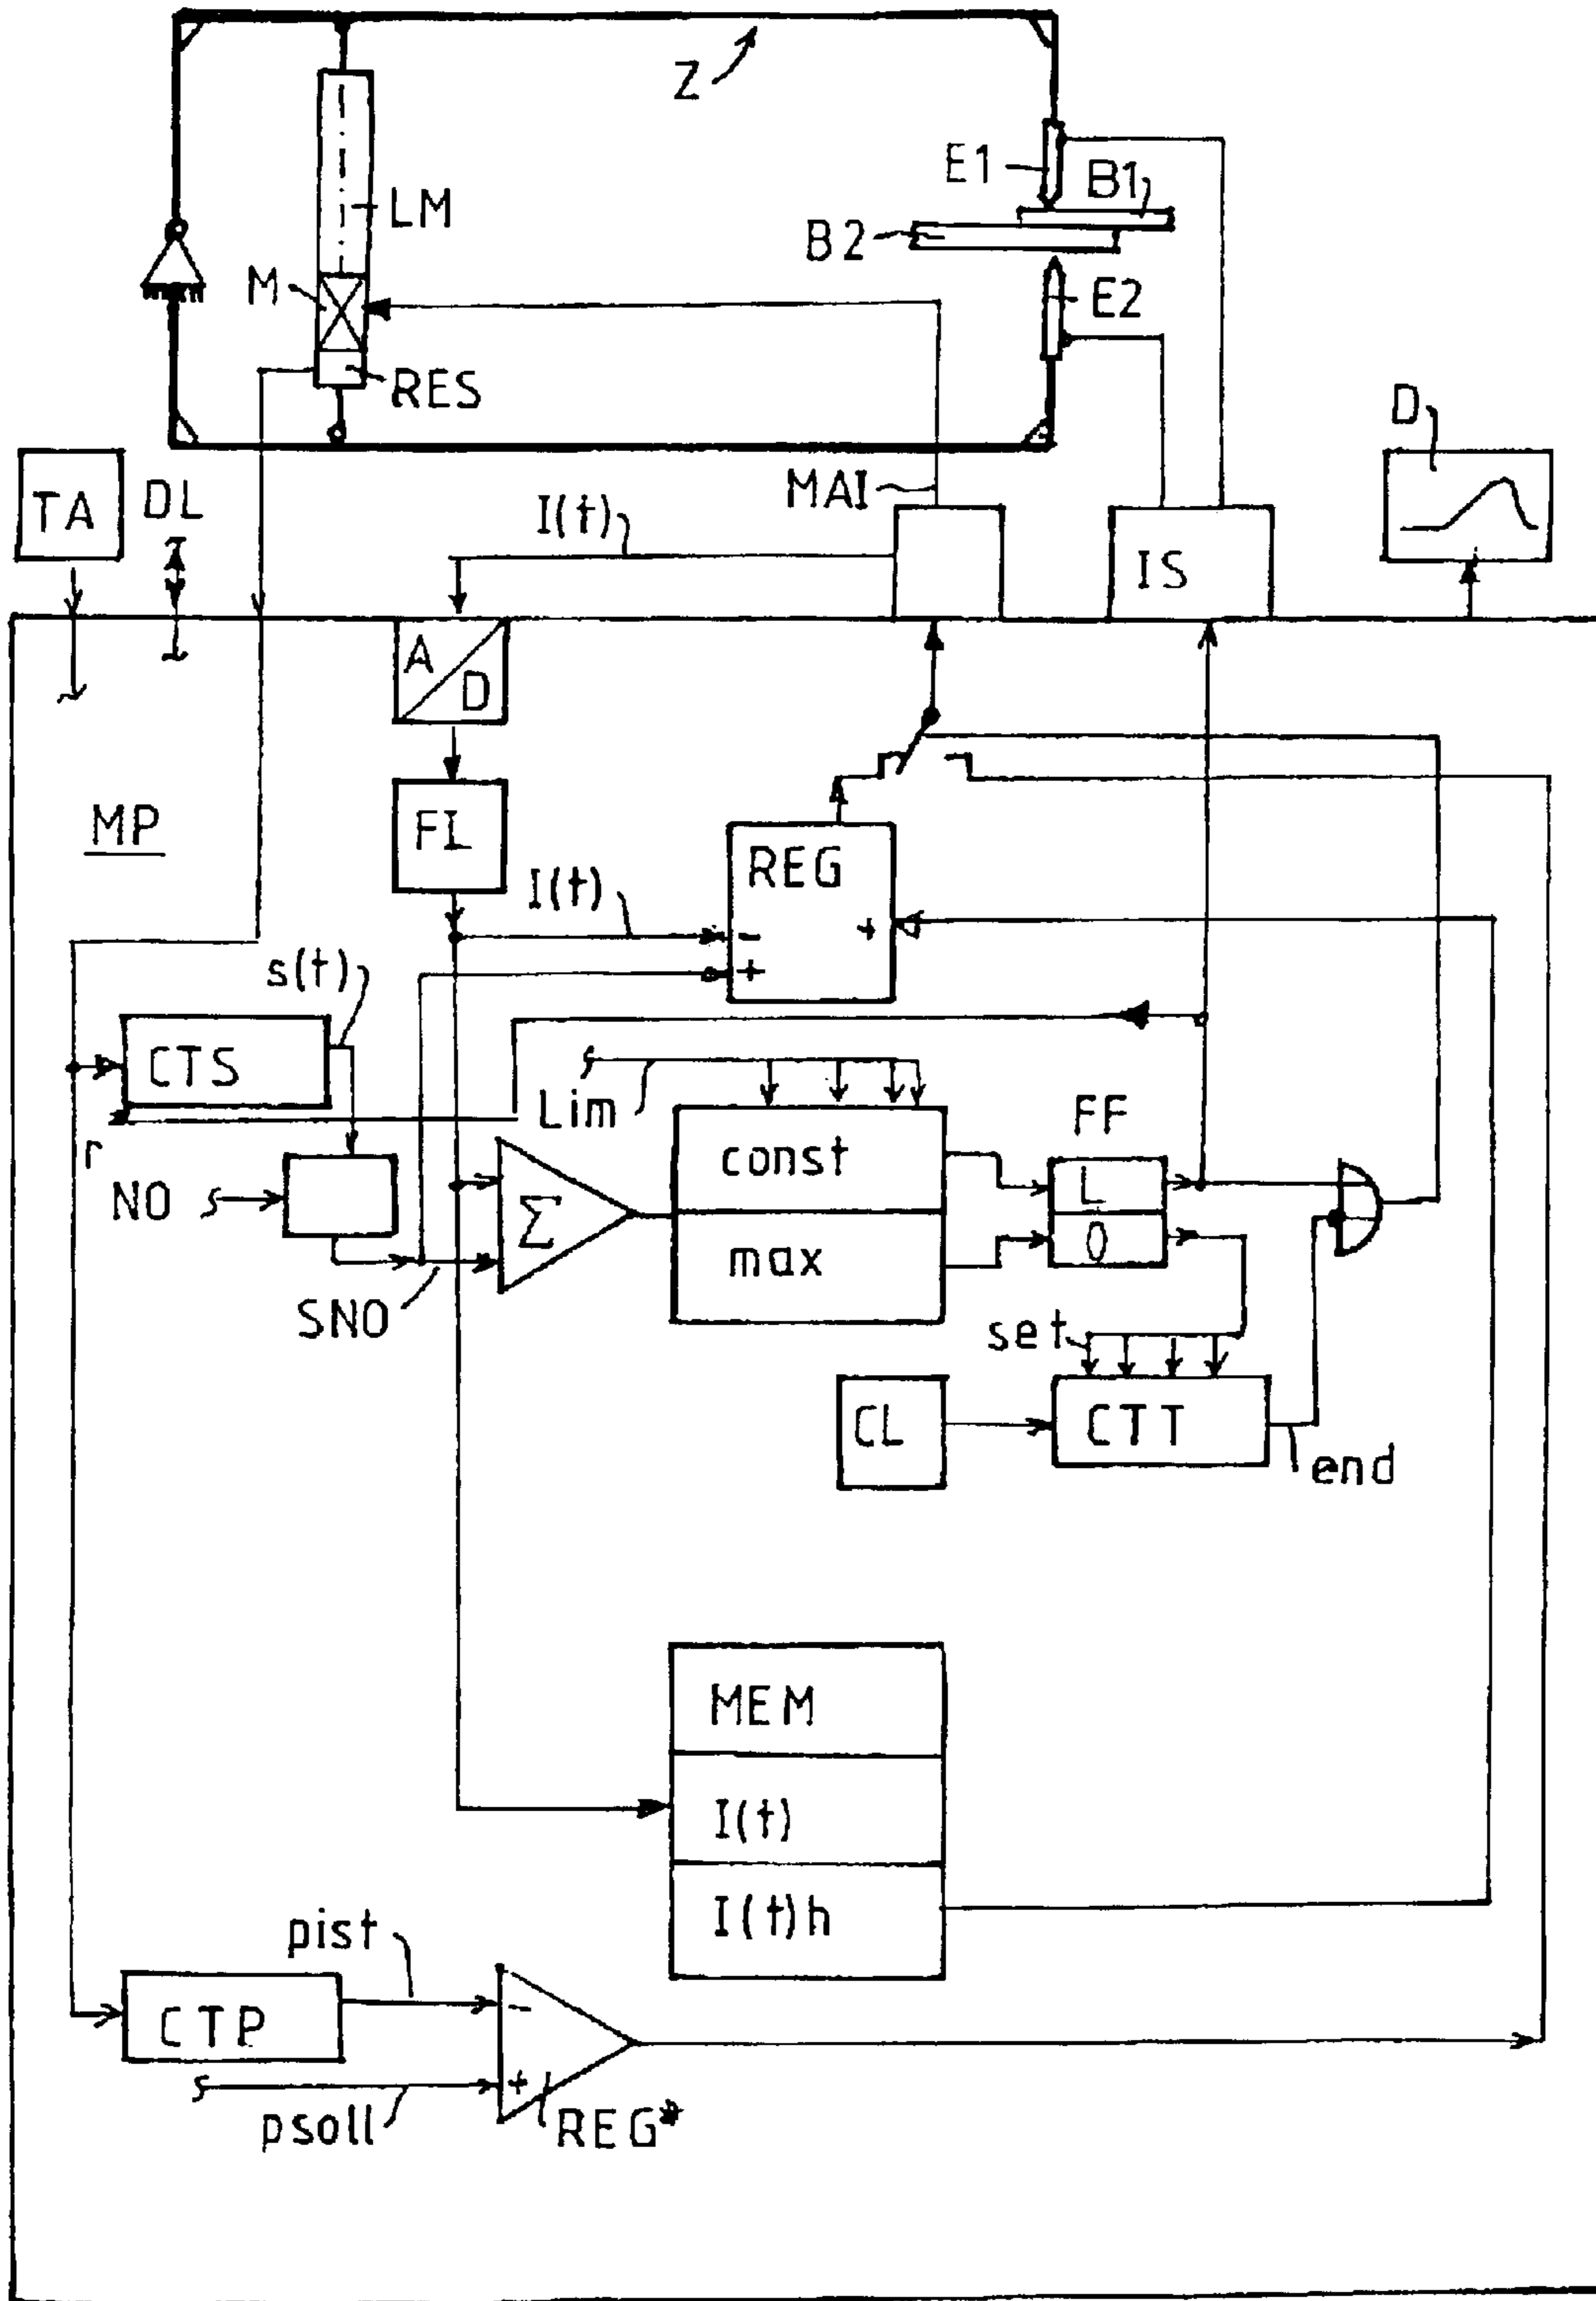 Z
E1
B1
LM
B2
M
E2
RES
D
TA
DL
MAI
I(t)
IS
A
D
MP
FI
REG
I(t)
-
+
+
s(t)
CTS
Lim
FF
r
const
L
NO
Σ
max
0
SNO
set
CL
CTT
end
MEM
I(t)
I(t)h
pist
CTP
-
+
psoll
REG*